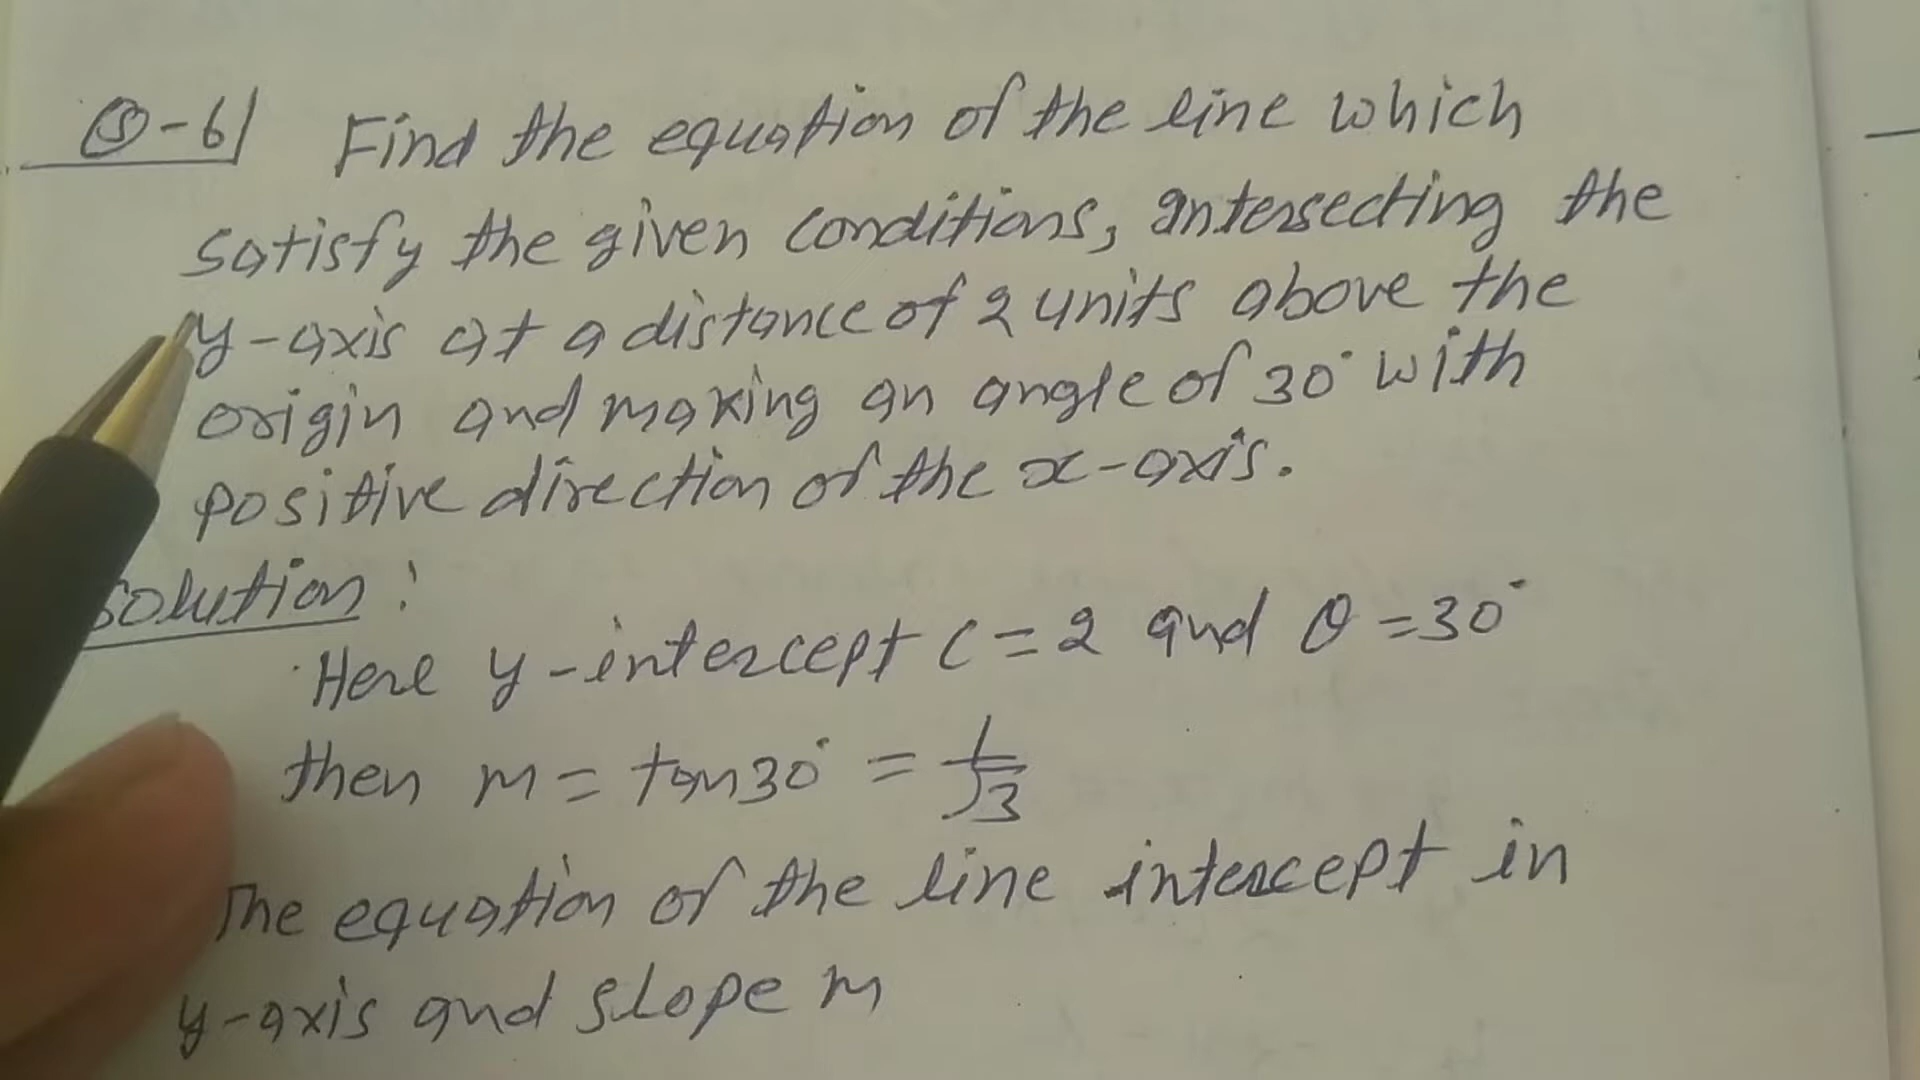 Q-6| Find the equation of the line which
satisfy the given conditions, Intersecting the
y-axis at a distance of 2 units above the
origin and making an angle of 30° with
positive direction of the x-axis.
Solution:
Here y-intercept c = 2 and θ = 30°
then m = tan30° = 1/√3
The equation of the line intercept in
y-axis and slope m